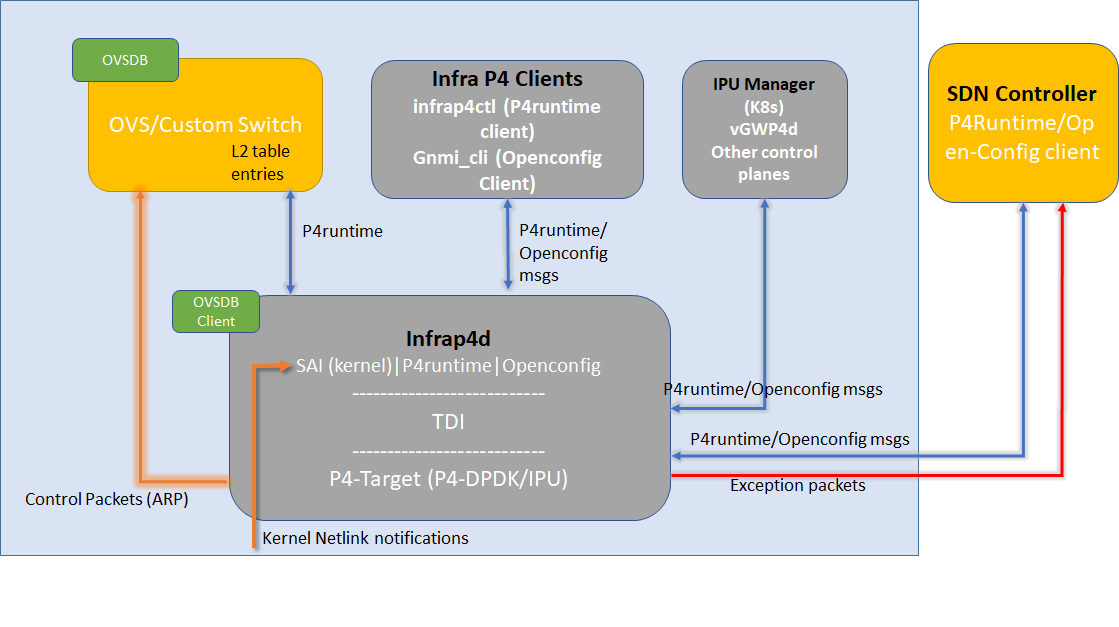 OVSDB
OVS/Custom Switch
L2 table
entries
Infra P4 Clients
infrap4ctl (P4runtime
client)
Gnmi_cli (Openconfig
Client)
IPU Manager
(K8s)
vGWP4d
Other control
planes
SDN Controller
P4Runtime/Op
en-Config client
P4runtime
P4runtime/
Openconfig
msgs
OVSDB
Client
Infrap4d
SAI (kernel)|P4runtime|Openconfig
----------------------------
TDI
----------------------------
P4-Target (P4-DPDK/IPU)
P4runtime/Openconfig msgs
P4runtime/Openconfig msgs
Exception packets
Control Packets (ARP)
Kernel Netlink notifications